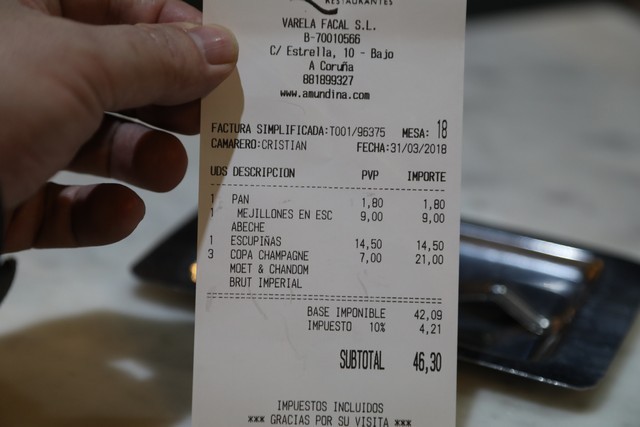 RESTAURANTES
VARELA FACAL S.L.
B-70010566
C/ Estrella, 10 - Bajo
A Coruña
881899327
www.amundina.com
FACTURA SIMPLIFICADA:T001/96375 MESA: 18
CAMARERO:CRISTIAN FECHA:31/03/2018
UDS DESCRIPCION PVP IMPORTE
1 PAN 1,80 1,80
1 MEJILLONES EN ESC 9,00 9,00
ABECHE
1 ESCUPIÑAS 14,50 14,50
3 COPA CHAMPAGNE 7,00 21,00
MOET & CHANDOM
BRUT IMPERIAL
BASE IMPONIBLE 42,09
IMPUESTO 10% 4,21
SUBTOTAL 46,30
IMPUESTOS INCLUIDOS
*** GRACIAS POR SU VISITA ***